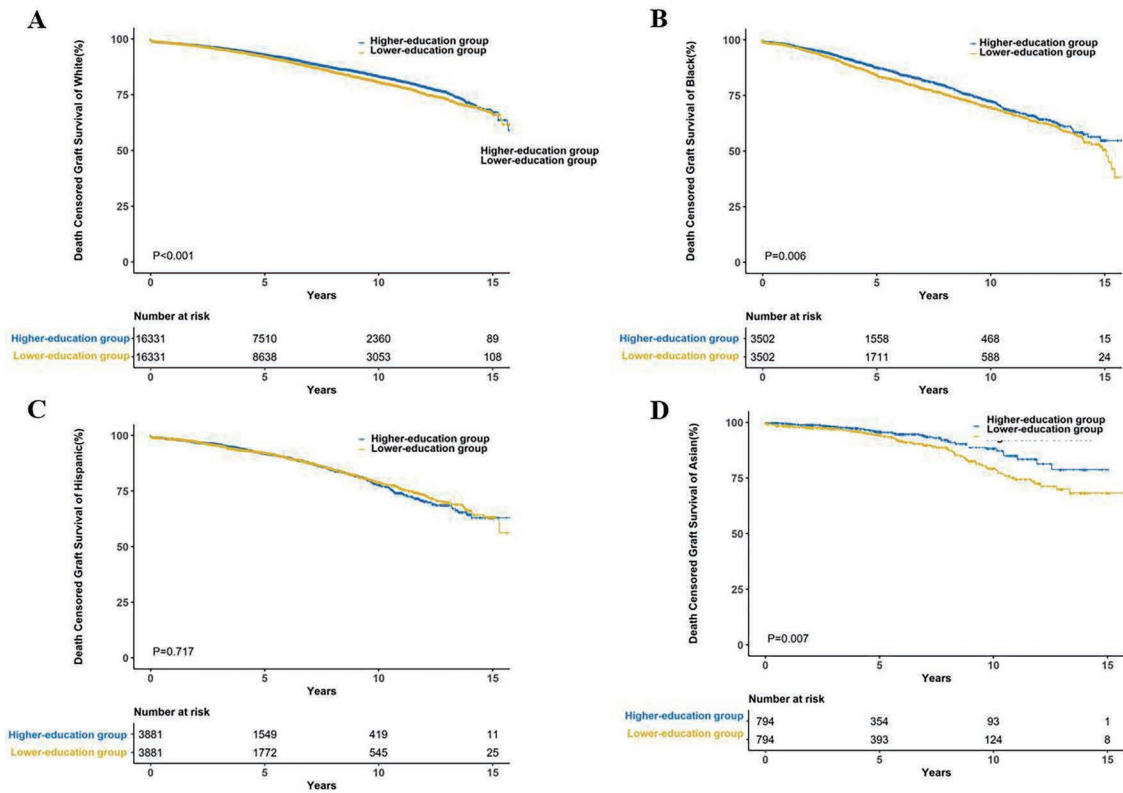 A
Death Censored Graft Survival of White(%)
100
75
50
25
0
Higher-education group
Lower-education group
Higher-education group
Lower-education group
P<0.001
0 5 10 15
Years
Number at risk
Higher-education group 16331 7510 2360 89
Lower-education group 16331 8638 3053 108
0 5 10 15
Years
B
Death Censored Graft Survival of Black(%)
100
75
50
25
0
Higher-education group
Lower-education group
P=0.006
0 5 10 15
Years
Number at risk
Higher-education group 3502 1558 468 15
Lower-education group 3502 1711 588 24
0 5 10 15
Years
C
Death Censored Graft Survival of Hispanic(%)
100
75
50
25
0
Higher-education group
Lower-education group
P=0.717
0 5 10 15
Years
Number at risk
Higher-education group 3881 1549 419 11
Lower-education group 3881 1772 545 25
0 5 10 15
Years
D
Death Censored Graft Survival of Asian(%)
100
75
50
25
0
Higher-education group
Lower-education group
P=0.007
0 5 10 15
Years
Number at risk
Higher-education group 794 354 93 1
Lower-education group 794 393 124 8
0 5 10 15
Years